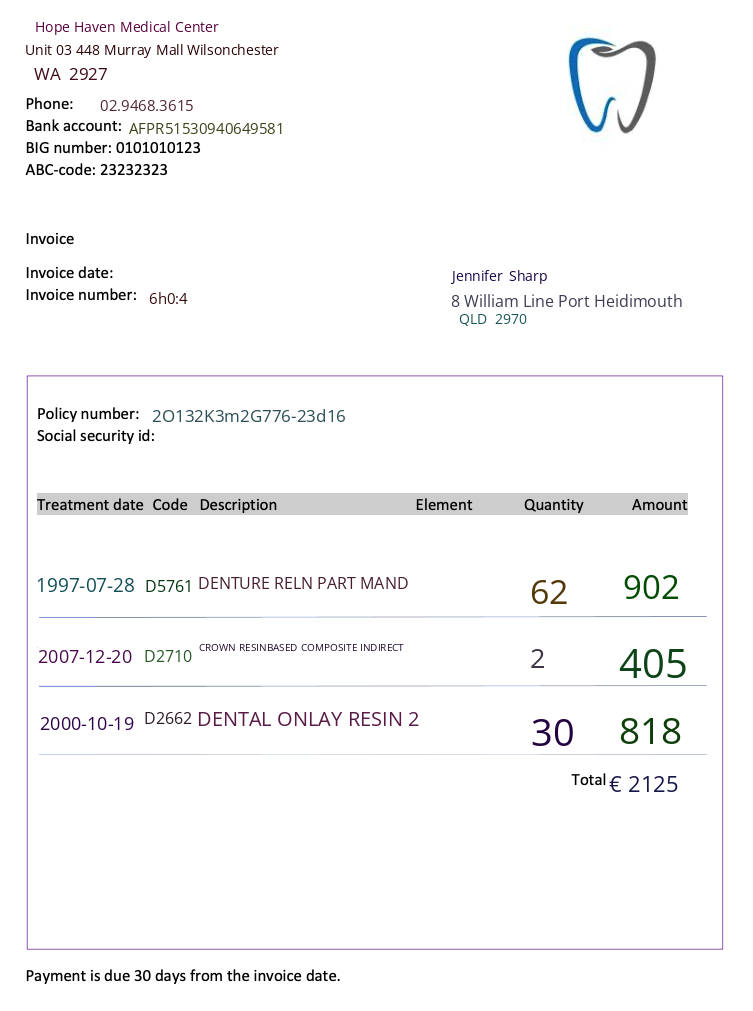 Hope Haven Medical Center
Unit 03 448 Murray Mall Wilsonchester
WA 2927
Phone: 02.9468.3615
Bank account: AFPR51530940649581
BIG number: 0101010123
ABC-code: 23232323
Invoice
Invoice date:
Invoice number: 6h0:4
Jennifer Sharp
8 William Line Port Heidimouth
QLD 2970
Policy number: 2O132K3m2G776-23d16
Social security id:
Treatment date Code Description Element Quantity Amount
1997-07-28 D5761 DENTURE RELN PART MAND 62 902
2007-12-20 D2710 CROWN RESINBASED COMPOSITE INDIRECT 2 405
2000-10-19 D2662 DENTAL ONLAY RESIN 2 30 818
Total € 2125
Payment is due 30 days from the invoice date.